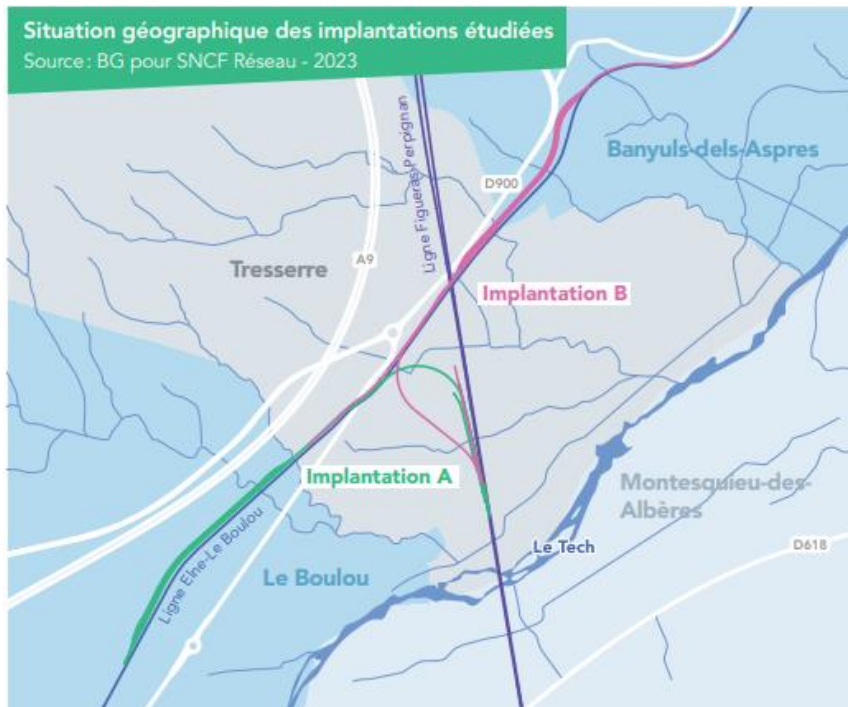 Situation géographique des implantations étudiées
Source : BG pour SNCF Réseau - 2023
Ligne Figueras Perpignan
Banyuls-dels-Aspres
D900
A9
Tresserre
Implantation B
Implantation A
Montesquieu-des-
Albères
Le Tech
D618
Ligne Elne-Le Boulou
Le Boulou